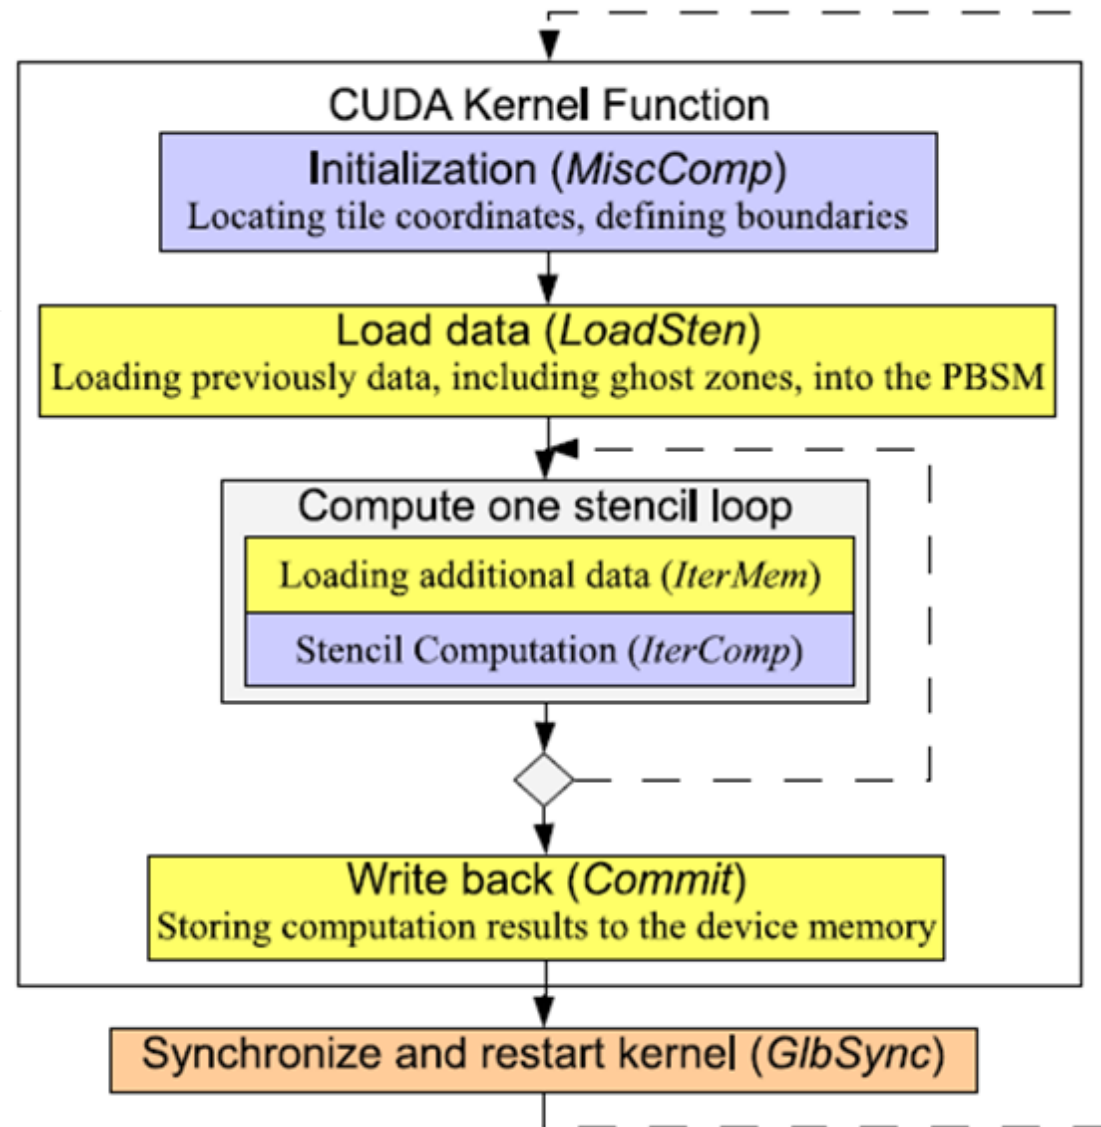 CUDA Kernel Function
Initialization (MiscComp)
Locating tile coordinates, defining boundaries
Load data (LoadSten)
Loading previously data, including ghost zones, into the PBSM
Compute one stencil loop
Loading additional data (IterMem)
Stencil Computation (IterComp)
Write back (Commit)
Storing computation results to the device memory
Synchronize and restart kernel (GlbSync)